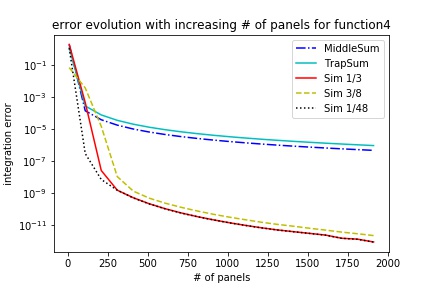 error evolution with increasing # of panels for function4
integration error
10⁻¹
10⁻³
10⁻⁵
10⁻⁷
10⁻⁹
10⁻¹¹
MiddleSum
TrapSum
Sim 1/3
Sim 3/8
Sim 1/48
0 250 500 750 1000 1250 1500 1750 2000
# of panels